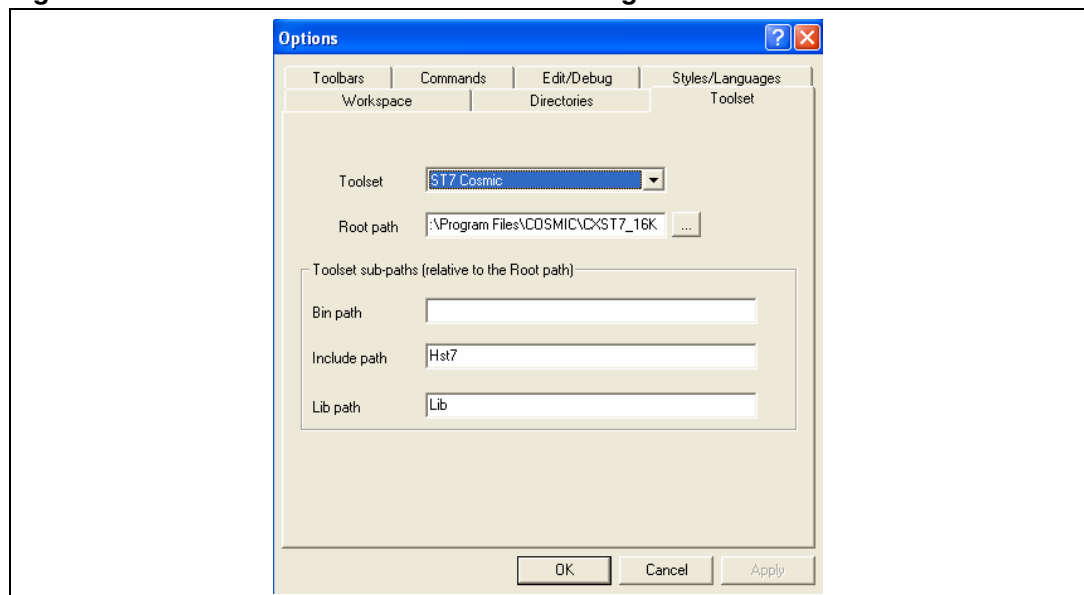 Options
Toolbars Commands Edit/Debug Styles/Languages
Workspace Directories Toolset
Toolset ST7 Cosmic
Root path :\Program Files\COSMIC\CXST7_16K ...
Toolset sub-paths (relative to the Root path)
Bin path
Include path Hst7
Lib path Lib
OK Cancel Apply